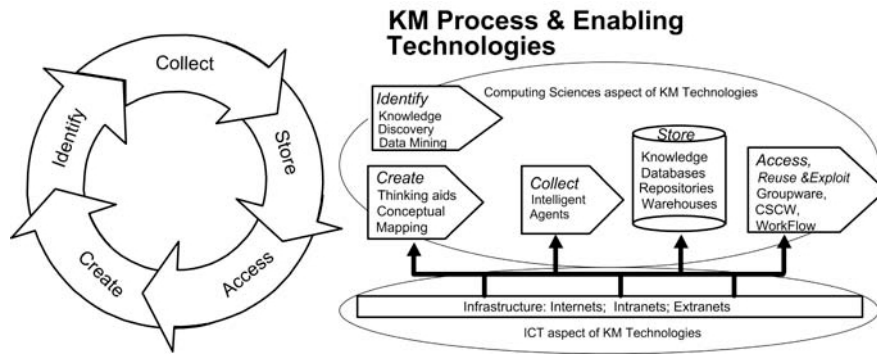 KM Process & Enabling
Technologies
Collect
Store
Access
Create
Identify
Computing Sciences aspect of KM Technologies
Identify
Knowledge
Discovery
Data Mining
Create
Thinking aids
Conceptual
Mapping
Collect
Intelligent
Agents
Store
Knowledge
Databases
Repositories
Warehouses
Access,
Reuse &Exploit
Groupware,
CSCW,
WorkFlow
Infrastructure: Internets; Intranets; Extranets
ICT aspect of KM Technologies